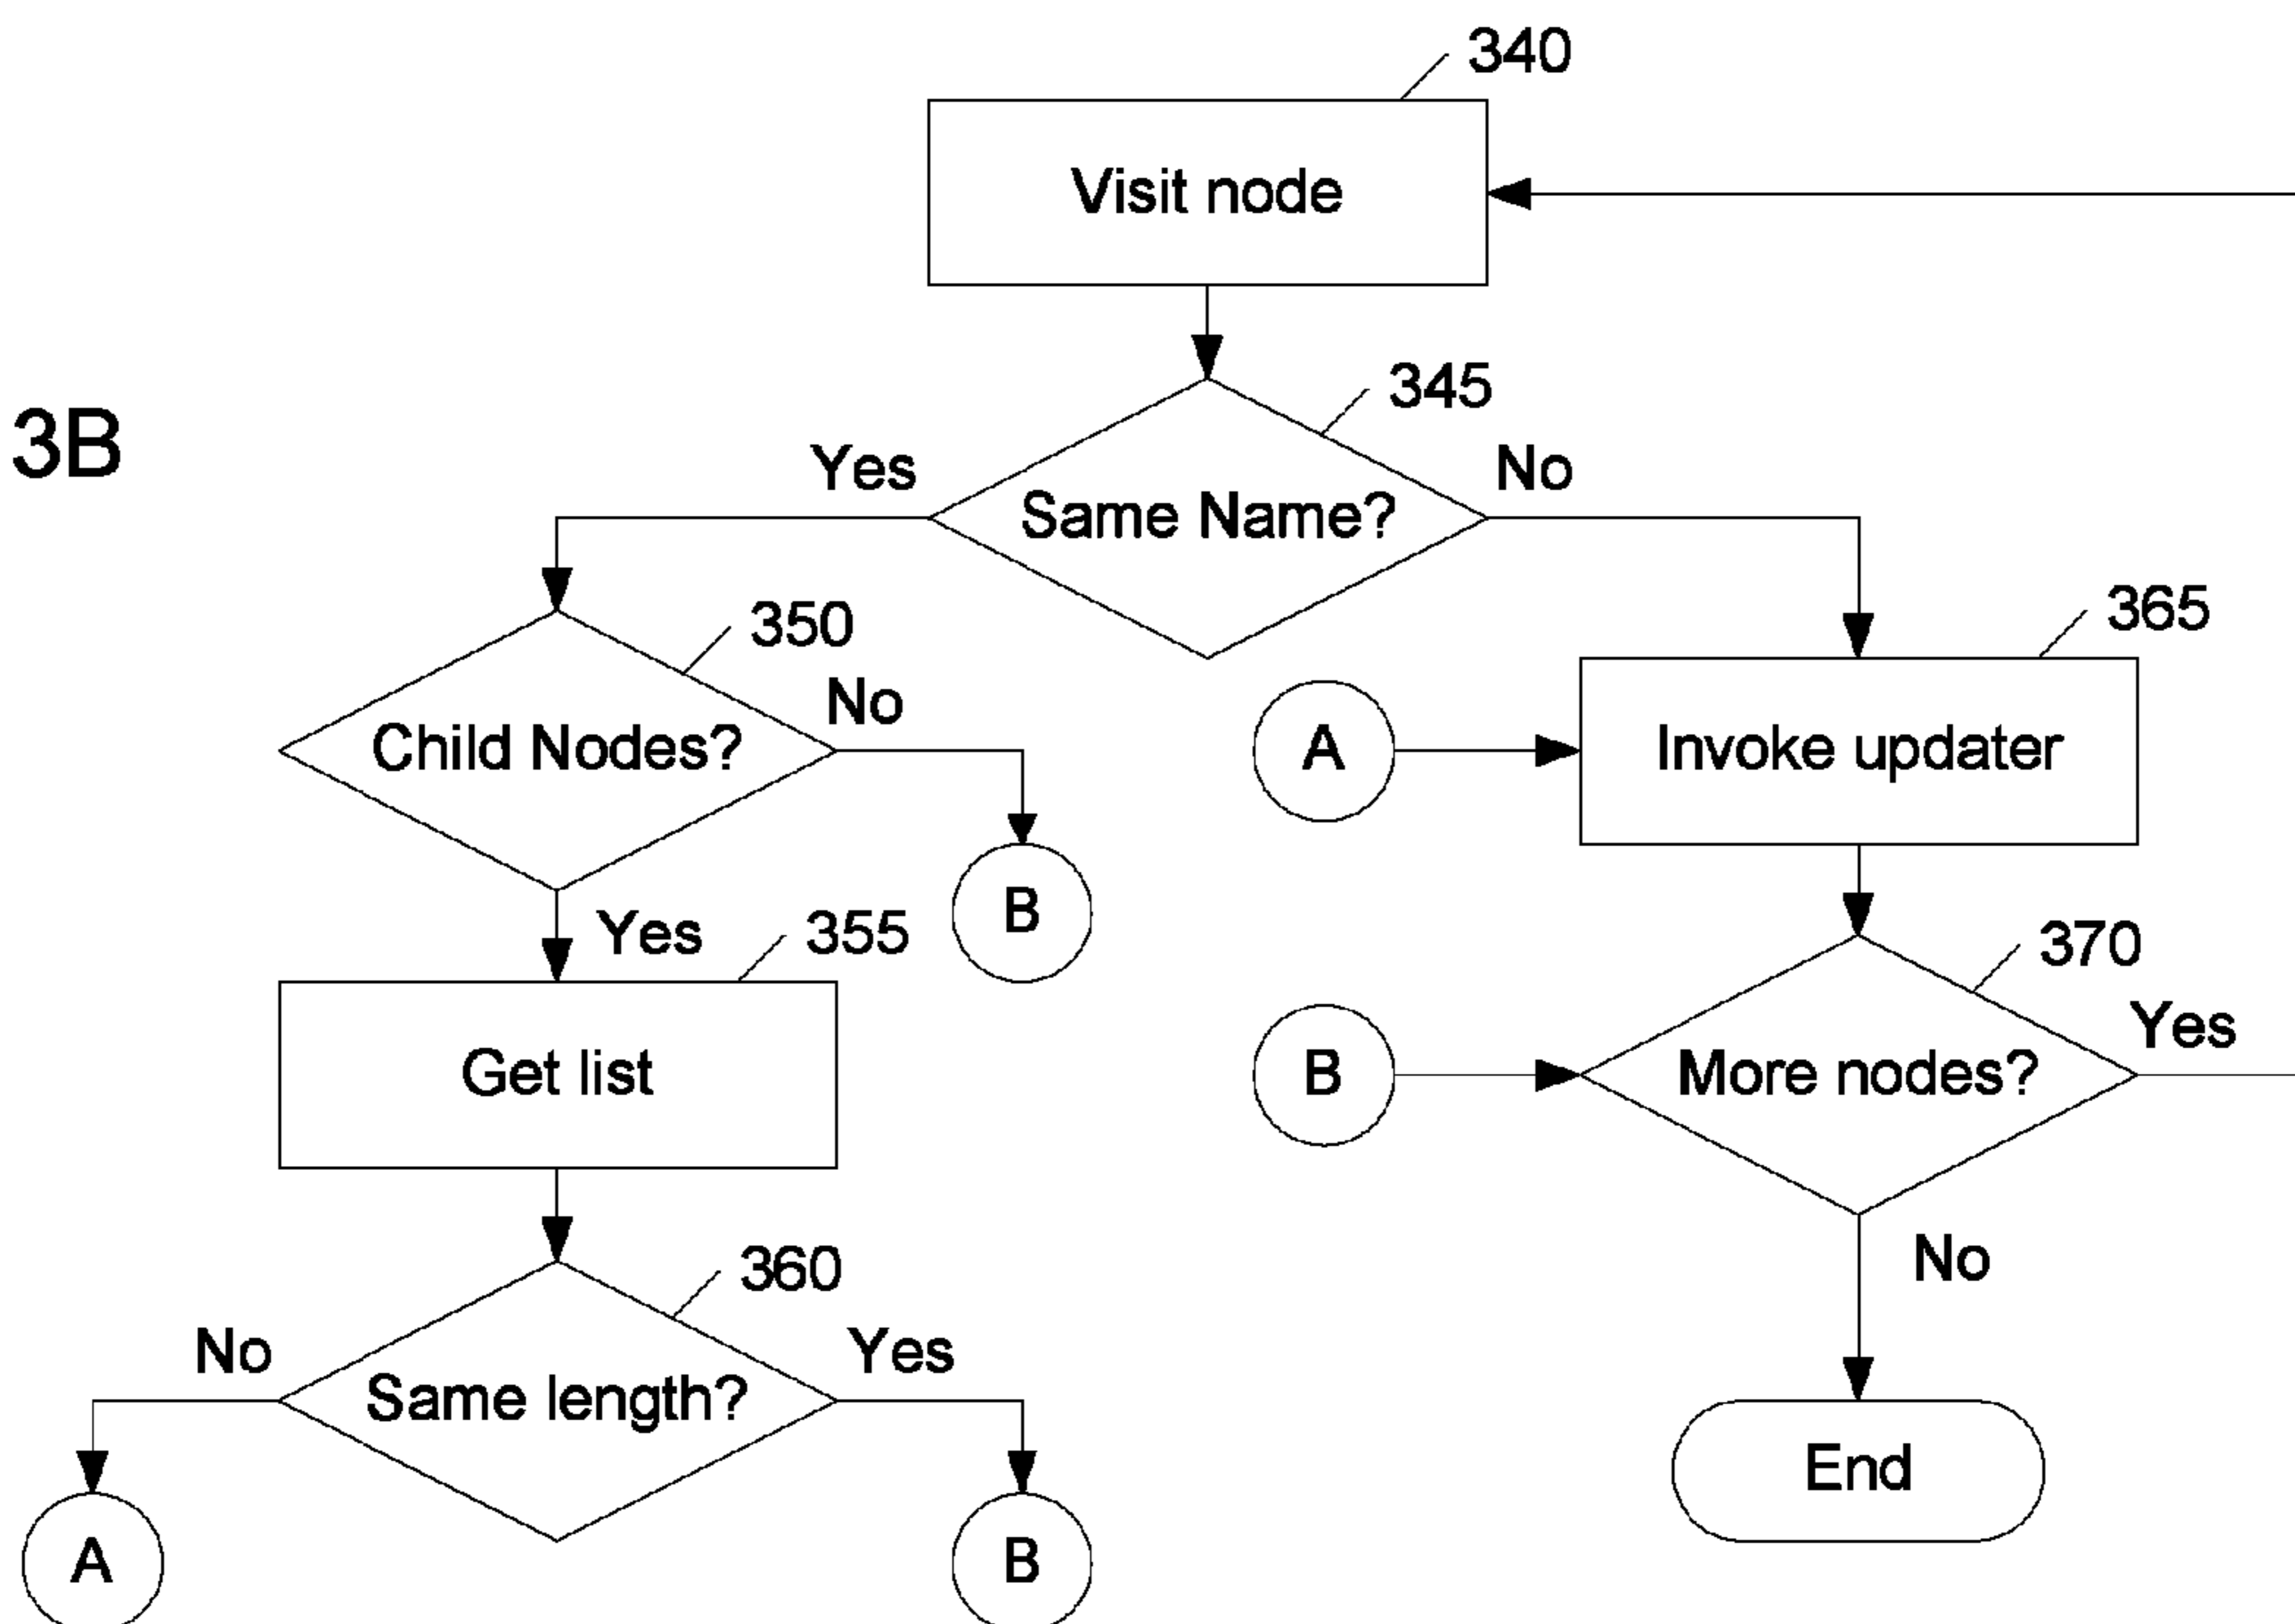 340
Visit node
345
3B
Yes
No
Same Name?
350
365
No
Child Nodes?
A
Invoke updater
B
Yes
355
370
Yes
Get list
B
More nodes?
360
No
No
Yes
Same length?
End
A
B